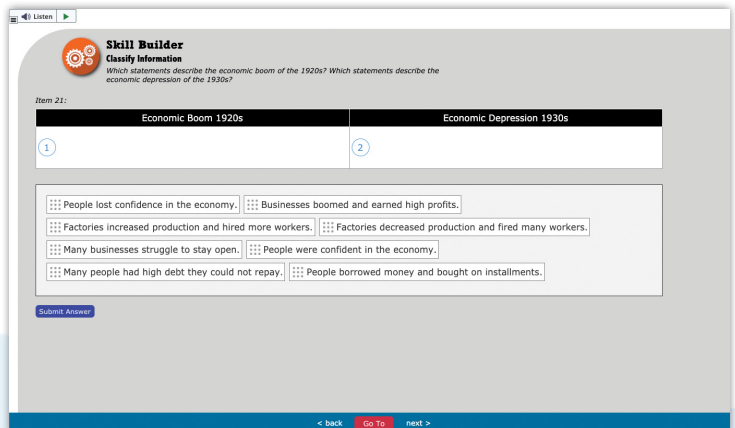 Listen
Skill Builder
Classify Information
Which statements describe the economic boom of the 1920s? Which statements describe the
economic depression of the 1930s?
Item 21:
Economic Boom 1920s Economic Depression 1930s
1 2
People lost confidence in the economy. Businesses boomed and earned high profits.
Factories increased production and hired more workers. Factories decreased production and fired many workers.
Many businesses struggle to stay open. People were confident in the economy.
Many people had high debt they could not repay. People borrowed money and bought on installments.
Submit Answer
< back Go To next >